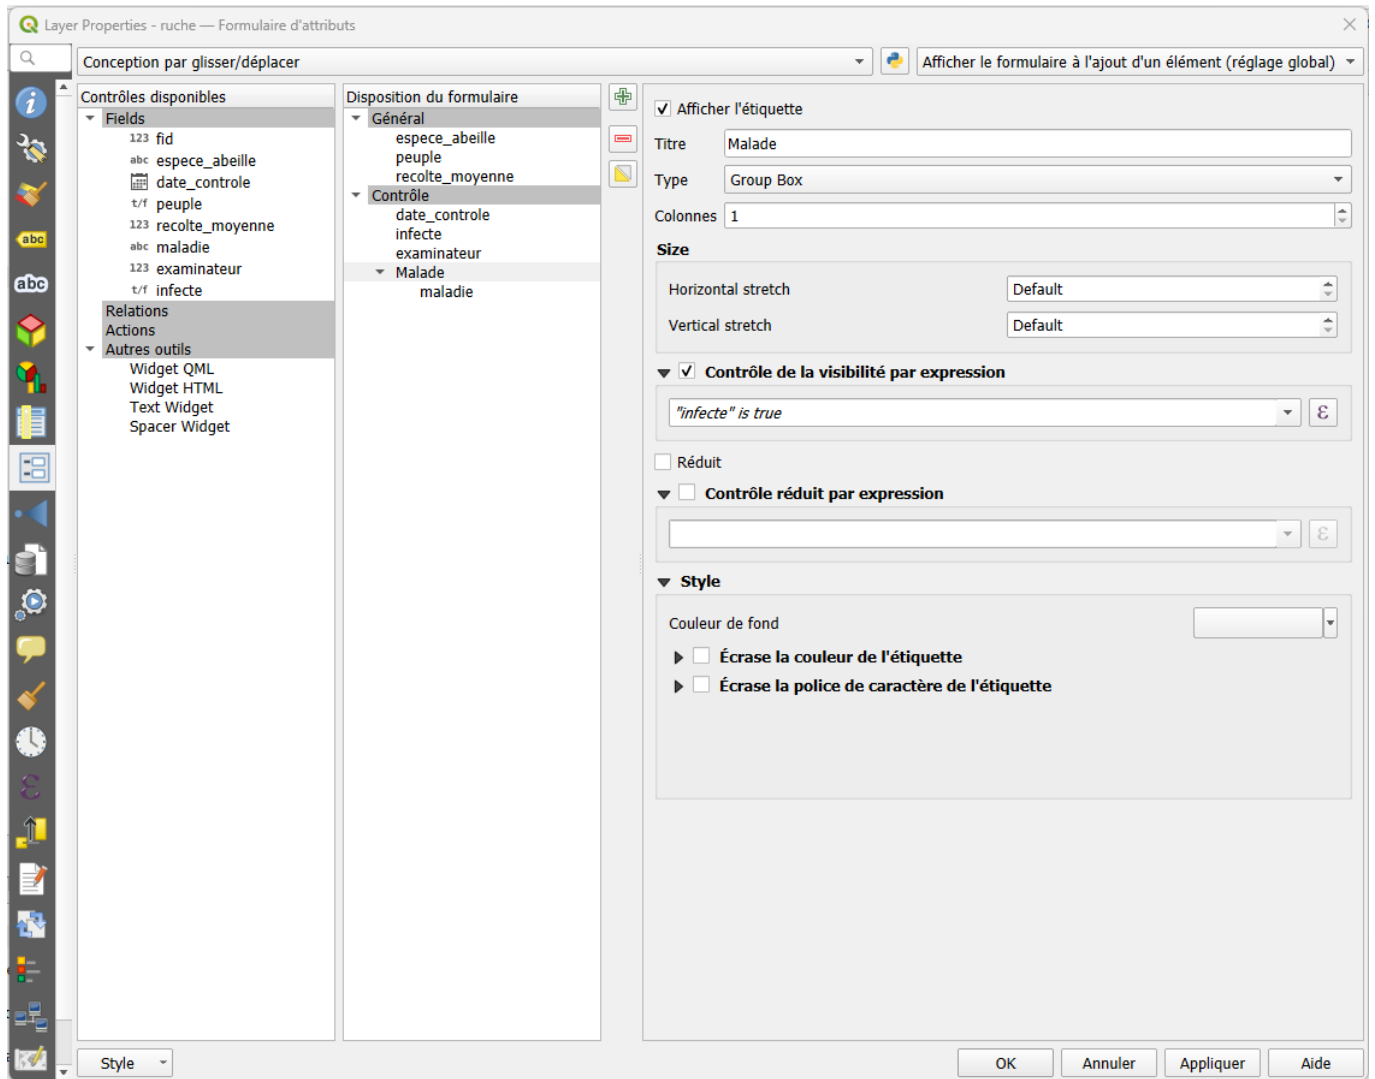 Layer Properties - ruche — Formulaire d'attributs
Conception par glisser/déplacer
Afficher le formulaire à l'ajout d'un élément (réglage global)
Contrôles disponibles
Fields
123 fid
abc espece_abeille
date_controle
t/f peuple
123 recolte_moyenne
abc maladie
123 examinateur
t/f infecte
Relations
Actions
Autres outils
Widget QML
Widget HTML
Text Widget
Spacer Widget
Disposition du formulaire
Général
espece_abeille
peuple
recolte_moyenne
Contrôle
date_controle
infecte
examinateur
Malade
maladie
Afficher l'étiquette
Titre Malade
Type Group Box
Colonnes 1
Size
Horizontal stretch Default
Vertical stretch Default
Contrôle de la visibilité par expression
"infecte" is true
ε
Réduit
Contrôle réduit par expression
ε
Style
Couleur de fond
Écrase la couleur de l'étiquette
Écrase la police de caractère de l'étiquette
abc
abc
Style
OK
Annuler
Appliquer
Aide